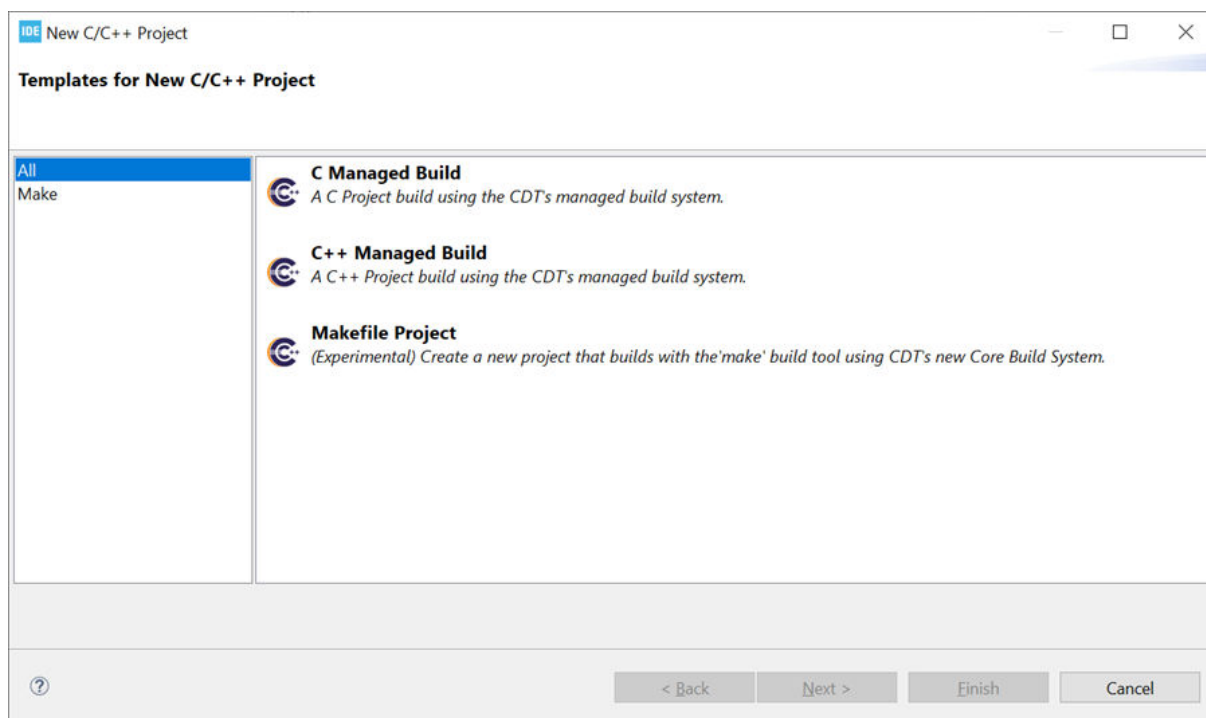 IDE New C/C++ Project
Templates for New C/C++ Project
All
Make
C Managed Build
A C Project build using the CDT's managed build system.
C++ Managed Build
A C++ Project build using the CDT's managed build system.
Makefile Project
(Experimental) Create a new project that builds with the'make' build tool using CDT's new Core Build System.
?
< Back
Next >
Finish
Cancel